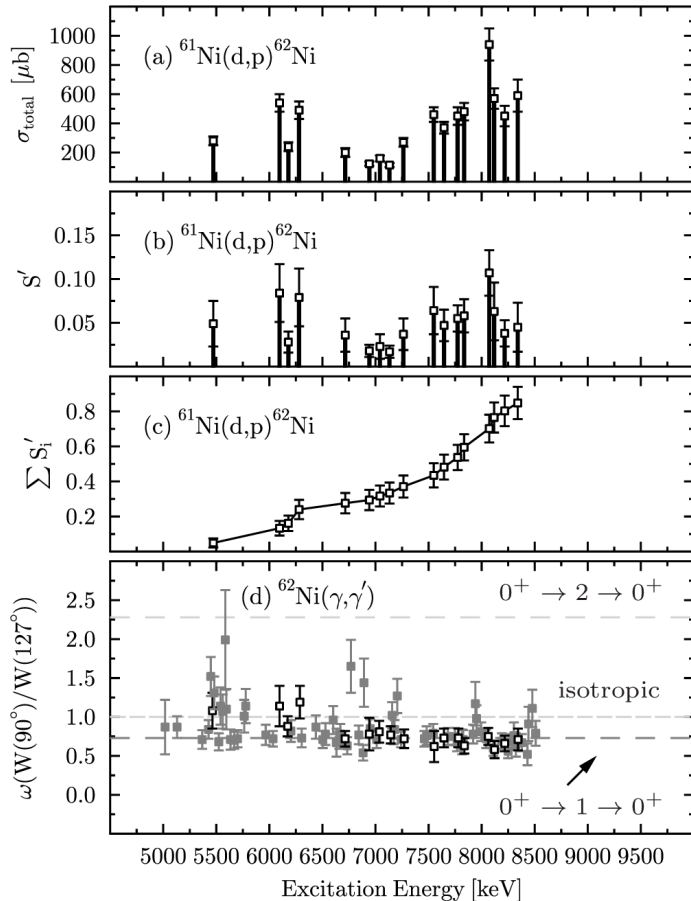 1000
800
600
400
200
σtotal [μb]
(a) ⁶¹Ni(d,p)⁶²Ni
0.15
0.10
0.05
S′
(b) ⁶¹Ni(d,p)⁶²Ni
0.8
0.6
0.4
0.2
∑ Sᵢ′
(c) ⁶¹Ni(d,p)⁶²Ni
2.5
2.0
1.5
1.0
0.5
0.0
ω(W(90°)/W(127°))
(d) ⁶²Ni(γ,γ′)
0⁺ → 2 → 0⁺
isotropic
0⁺ → 1 → 0⁺
5000 5500 6000 6500 7000 7500 8000 8500 9000 9500
Excitation Energy [keV]